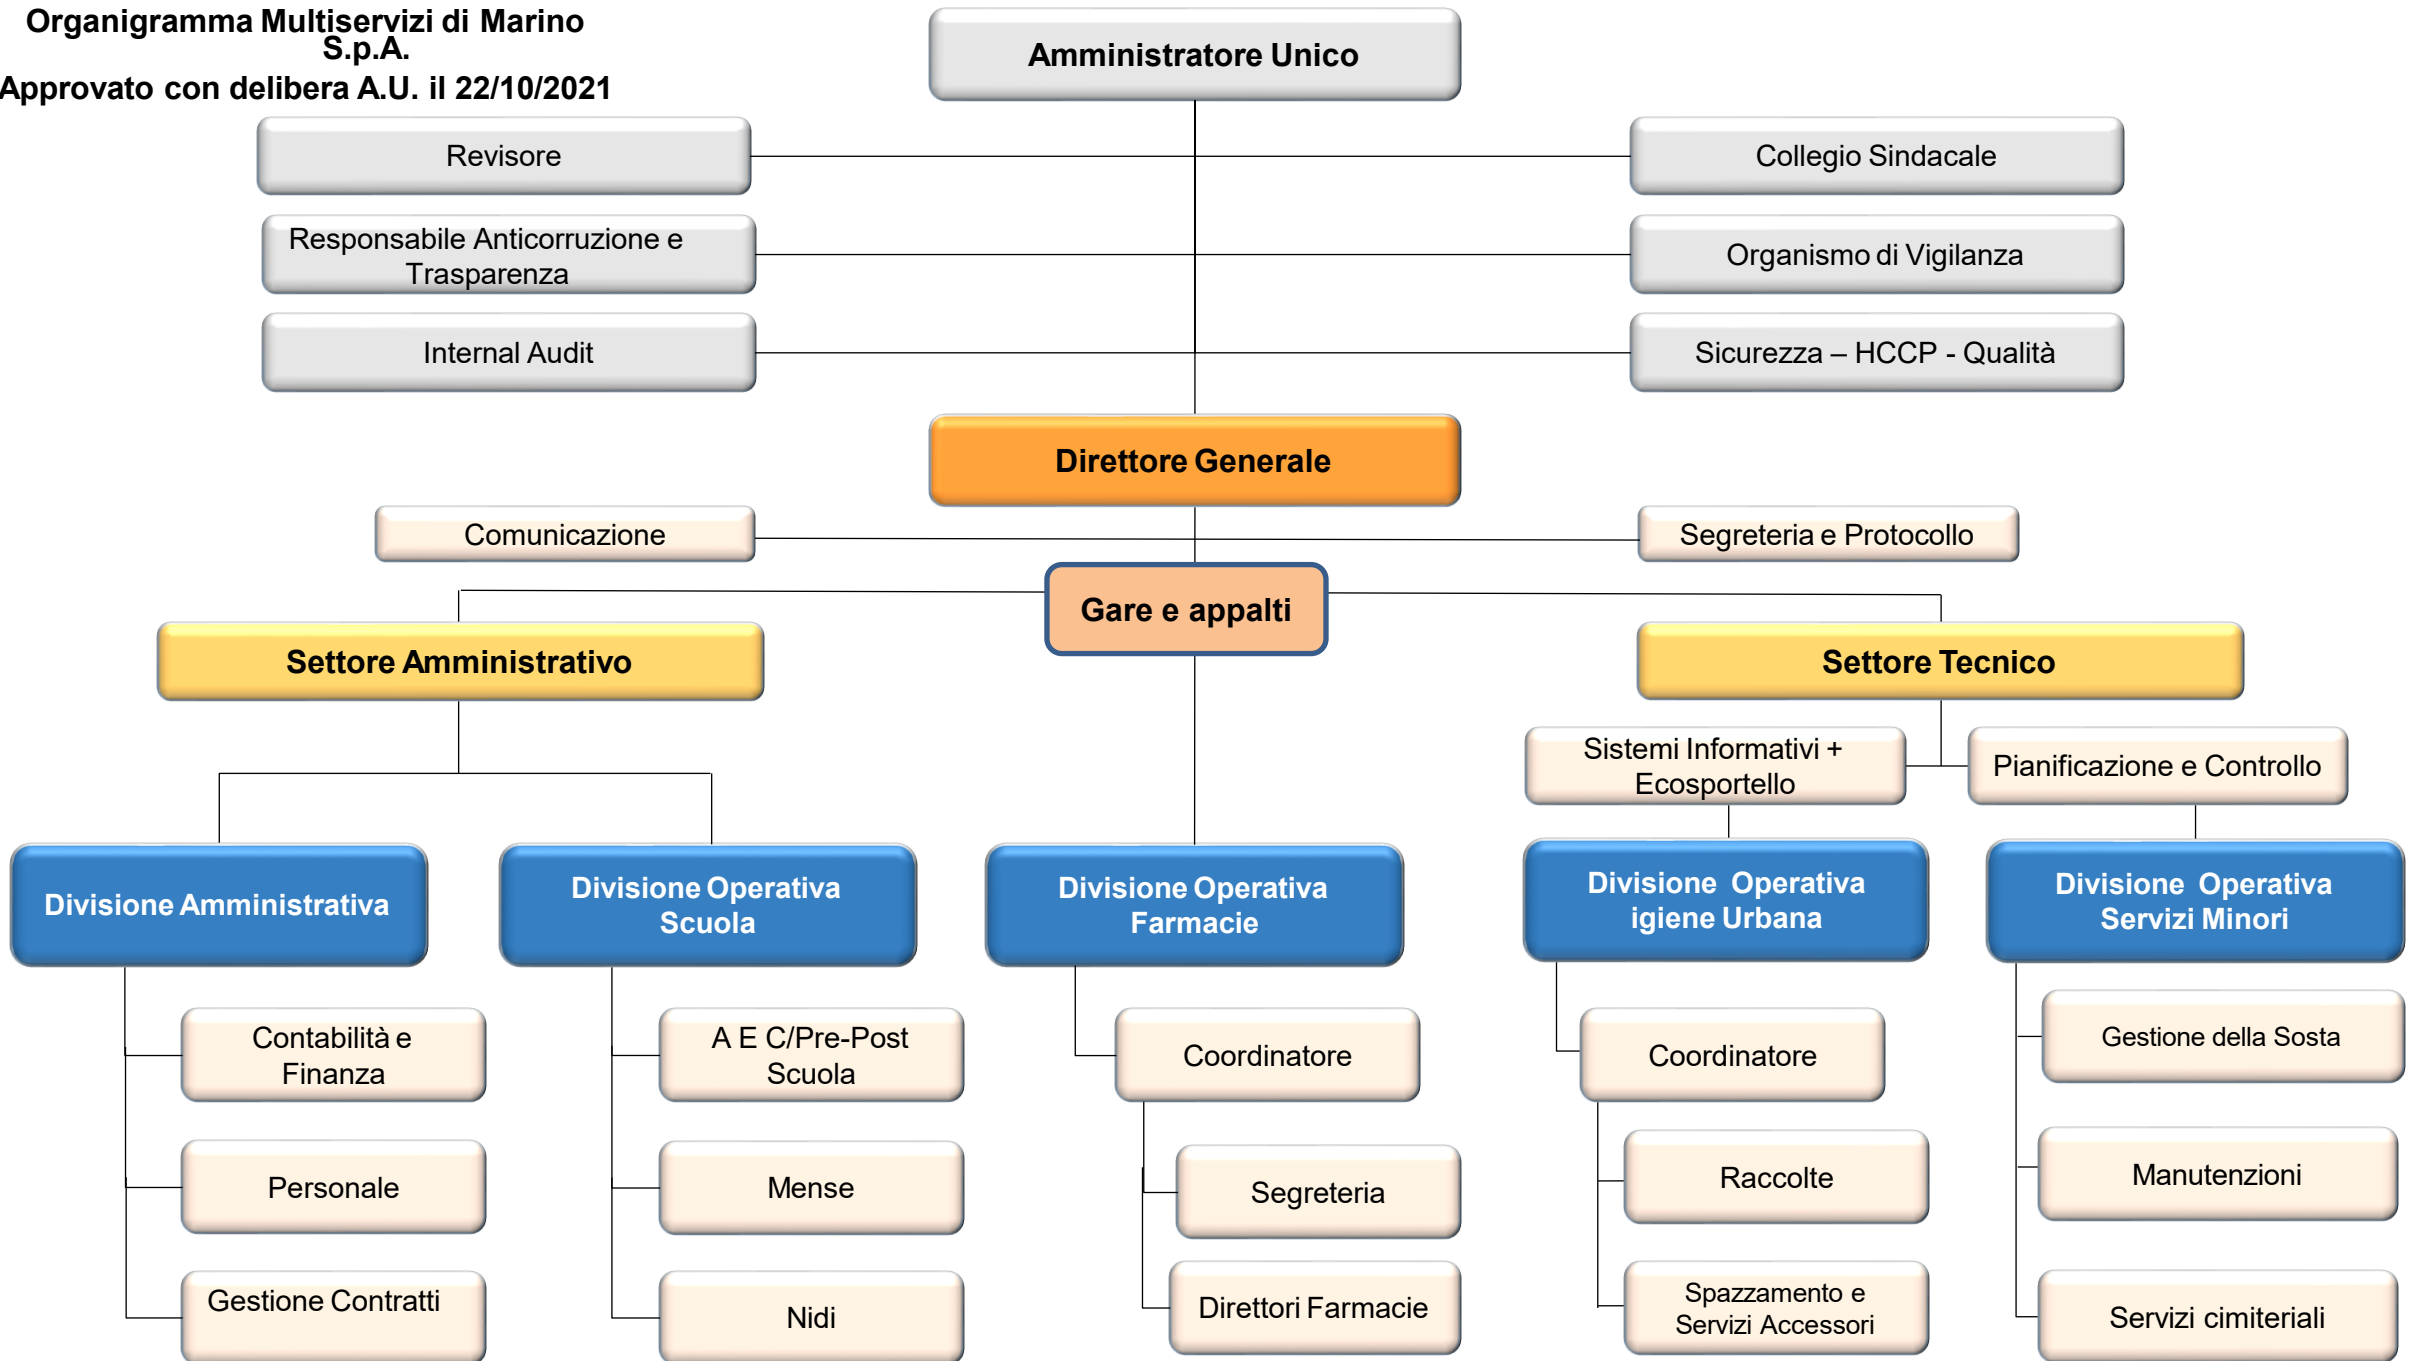 Organigramma Multiservizi di Marino
S.p.A.
Approvato con delibera A.U. il 22/10/2021
Amministratore Unico
Revisore
Collegio Sindacale
Responsabile Anticorruzione e
Trasparenza
Organismo di Vigilanza
Internal Audit
Sicurezza – HCCP - Qualità
Direttore Generale
Comunicazione
Segreteria e Protocollo
Gare e appalti
Settore Amministrativo
Settore Tecnico
Sistemi Informativi +
Ecosportello
Pianificazione e Controllo
Divisione Amministrativa
Divisione Operativa
Scuola
Divisione Operativa
Farmacie
Divisione Operativa
igiene Urbana
Divisione Operativa
Servizi Minori
Contabilità e
Finanza
A E C/Pre-Post
Scuola
Coordinatore
Coordinatore
Gestione della Sosta
Personale
Mense
Segreteria
Raccolte
Manutenzioni
Gestione Contratti
Nidi
Direttori Farmacie
Spazzamento e
Servizi Accessori
Servizi cimiteriali